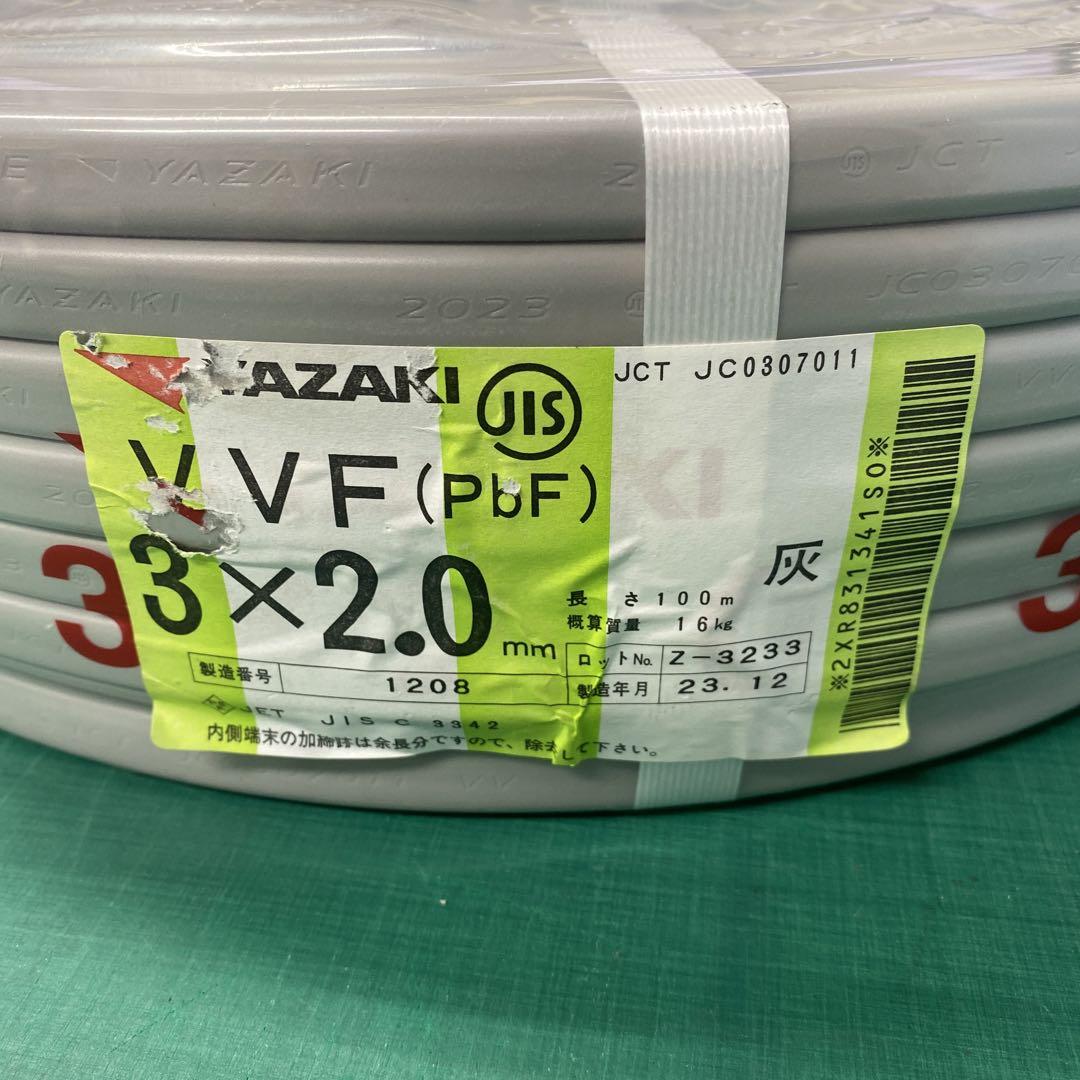 YAZAKI
JCT
YAZAKI
2023
JC0307
YAZAKI JIS JCT JC0307011
VVF(PbF)
3×2.0mm
灰
長さ100m
概算質量 16kg
ロットNo. Z-3233
製造番号 1208
製造年月 23.12
JET JIS C 3342
内側端末の加締跡は余長分ですので、除去して下さい。
※2XR831341S0※
3
3